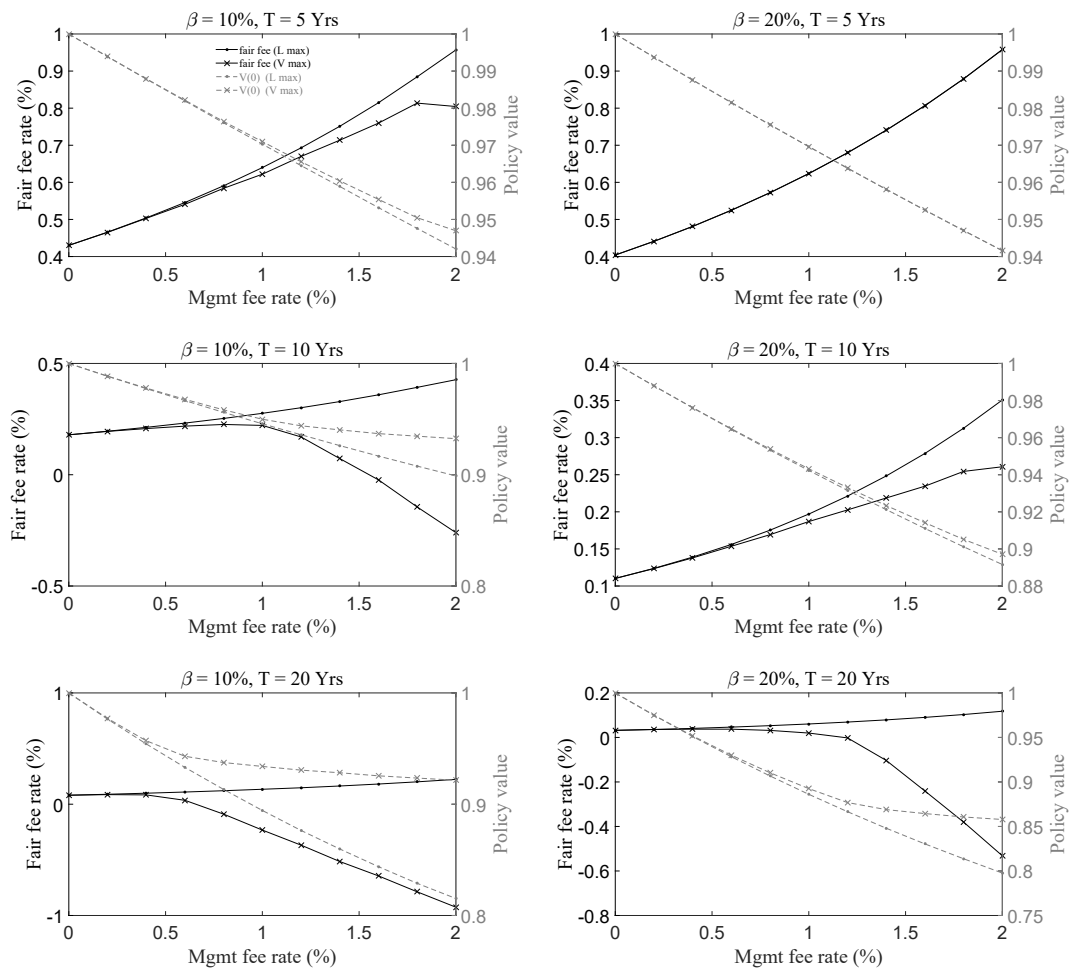 β = 10%, T = 5 Yrs
1
0.9
0.8
0.7
0.6
0.5
0.4
Fair fee rate (%)
fair fee (L max)
fair fee (V max)
V(0) (L max)
V(0) (V max)
1
0.99
0.98
0.97
0.96
0.95
0.94
Policy value
0 0.5 1 1.5 2
Mgmt fee rate (%)
β = 20%, T = 5 Yrs
1
0.9
0.8
0.7
0.6
0.5
0.4
Fair fee rate (%)
1
0.99
0.98
0.97
0.96
0.95
0.94
Policy value
0 0.5 1 1.5 2
Mgmt fee rate (%)
β = 10%, T = 10 Yrs
0.5
0
-0.5
Fair fee rate (%)
1
0.9
0.8
Policy value
0 0.5 1 1.5 2
Mgmt fee rate (%)
β = 20%, T = 10 Yrs
0.4
0.35
0.3
0.25
0.2
0.15
0.1
Fair fee rate (%)
1
0.98
0.96
0.94
0.92
0.9
0.88
Policy value
0 0.5 1 1.5 2
Mgmt fee rate (%)
β = 10%, T = 20 Yrs
1
0
-1
Fair fee rate (%)
1
0.9
0.8
Policy value
0 0.5 1 1.5 2
Mgmt fee rate (%)
β = 20%, T = 20 Yrs
0.2
0
-0.2
-0.4
-0.6
-0.8
Fair fee rate (%)
1
0.95
0.9
0.85
0.8
0.75
Policy value
0 0.5 1 1.5 2
Mgmt fee rate (%)